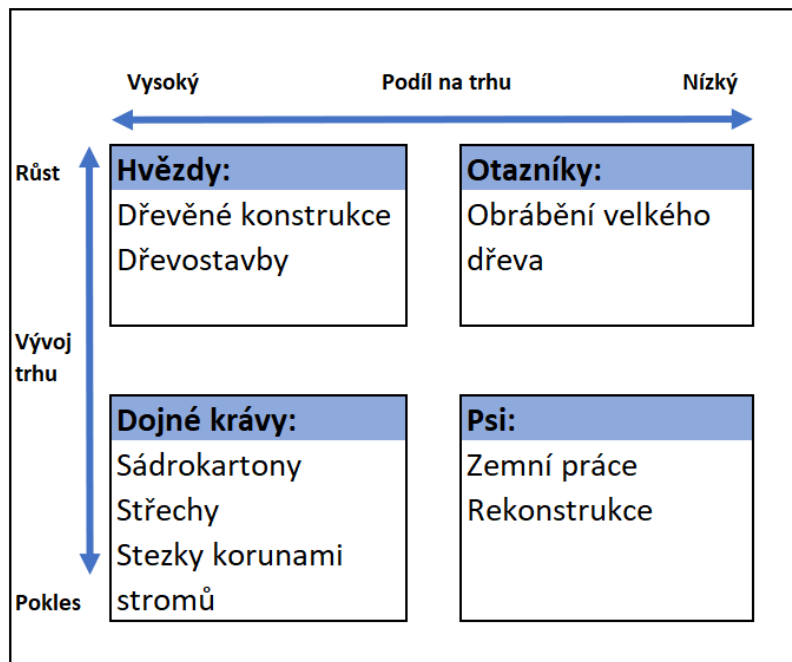 Vysoký Podíl na trhu Nízký
Růst
Hvězdy:
Dřevěné konstrukce
Dřevostavby
Otazníky:
Obrábění velkého
dřeva
Vývoj
trhu
Dojné krávy:
Sádrokartony
Střechy
Stezky korunami
stromů
Psi:
Zemní práce
Rekonstrukce
Pokles